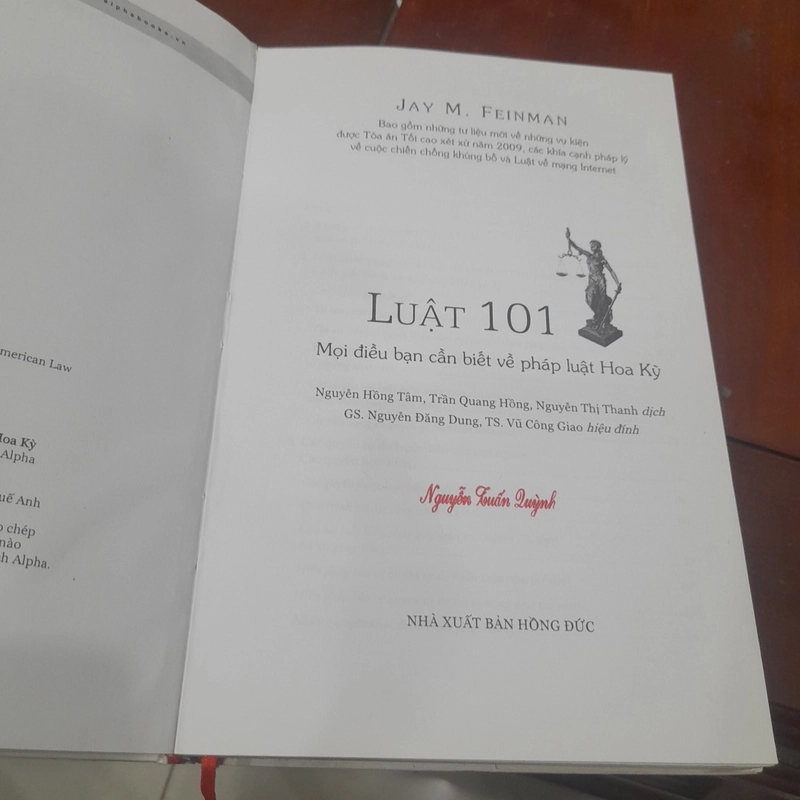 alphabooks.vn
merican Law
Hoa Kỳ
Alpha
uế Anh
chép
nào
h Alpha.
JAY M. FEINMAN
Bao gồm những tư liệu mới về những vụ kiện
được Tòa án Tối cao xét xử năm 2009, các khía cạnh pháp lý
về cuộc chiến chống khủng bố và Luật về mạng Internet
LUẬT 101
Mọi điều bạn cần biết về pháp luật Hoa Kỳ
Nguyễn Hồng Tâm, Trần Quang Hồng, Nguyễn Thị Thanh dịch
GS. Nguyễn Đăng Dung, TS. Vũ Công Giao hiệu đính
Nguyễn Tuấn Quỳnh
NHÀ XUẤT BẢN HỒNG ĐỨC